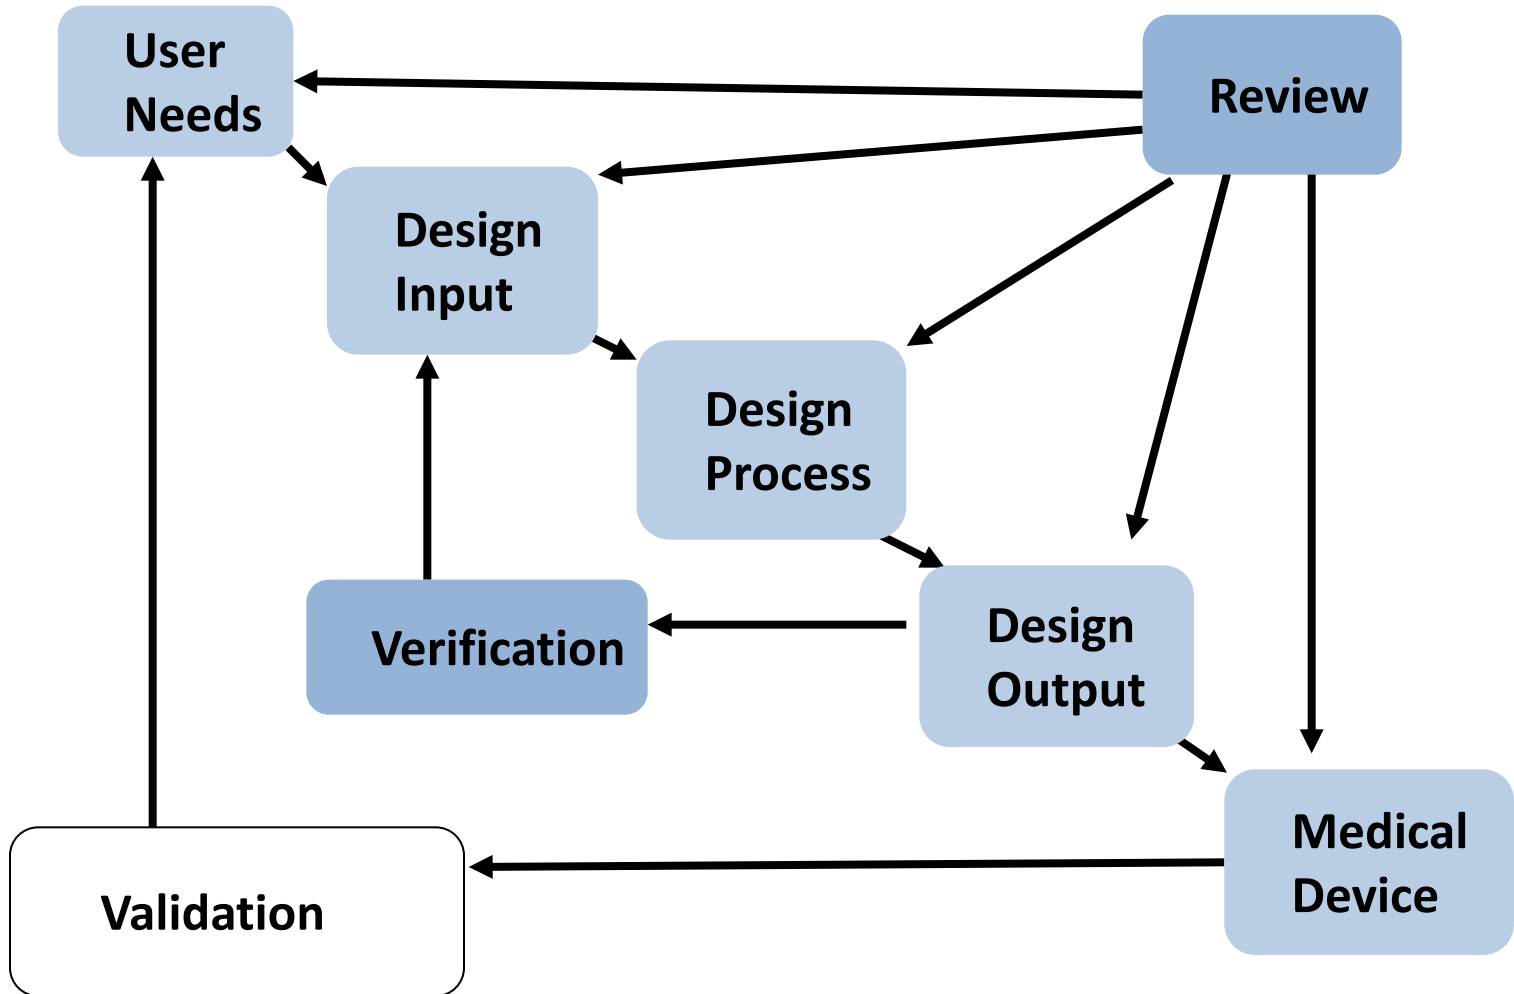 User
Needs
Review
Design
Input
Design
Process
Design
Output
Verification
Medical
Device
Validation